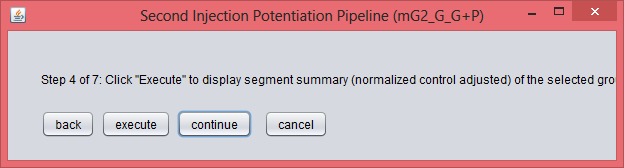 Second Injection Potentiation Pipeline (mG2_G_G+P)
Step 4 of 7: Click "Execute" to display segment summary (normalized control adjusted) of the selected
back execute continue cancel